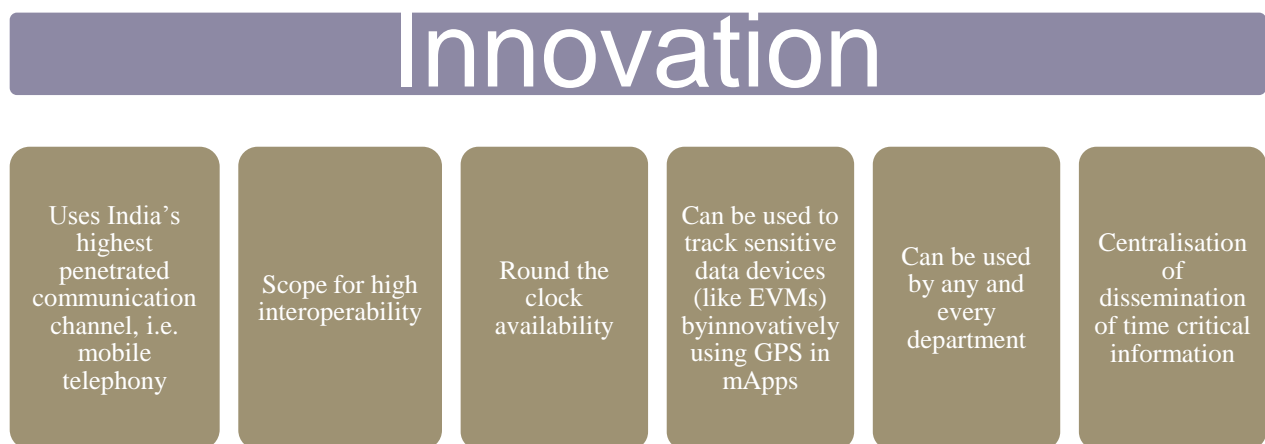 Innovation
Uses India’s
highest
penetrated
communication
channel, i.e.
mobile
telephony
Scope for high
interoperability
Round the
clock
availability
Can be used to
track sensitive
data devices
(like EVMs)
byinnovatively
using GPS in
mApps
Can be used
by any and
every
department
Centralisation
of
dissemination
of time critical
information